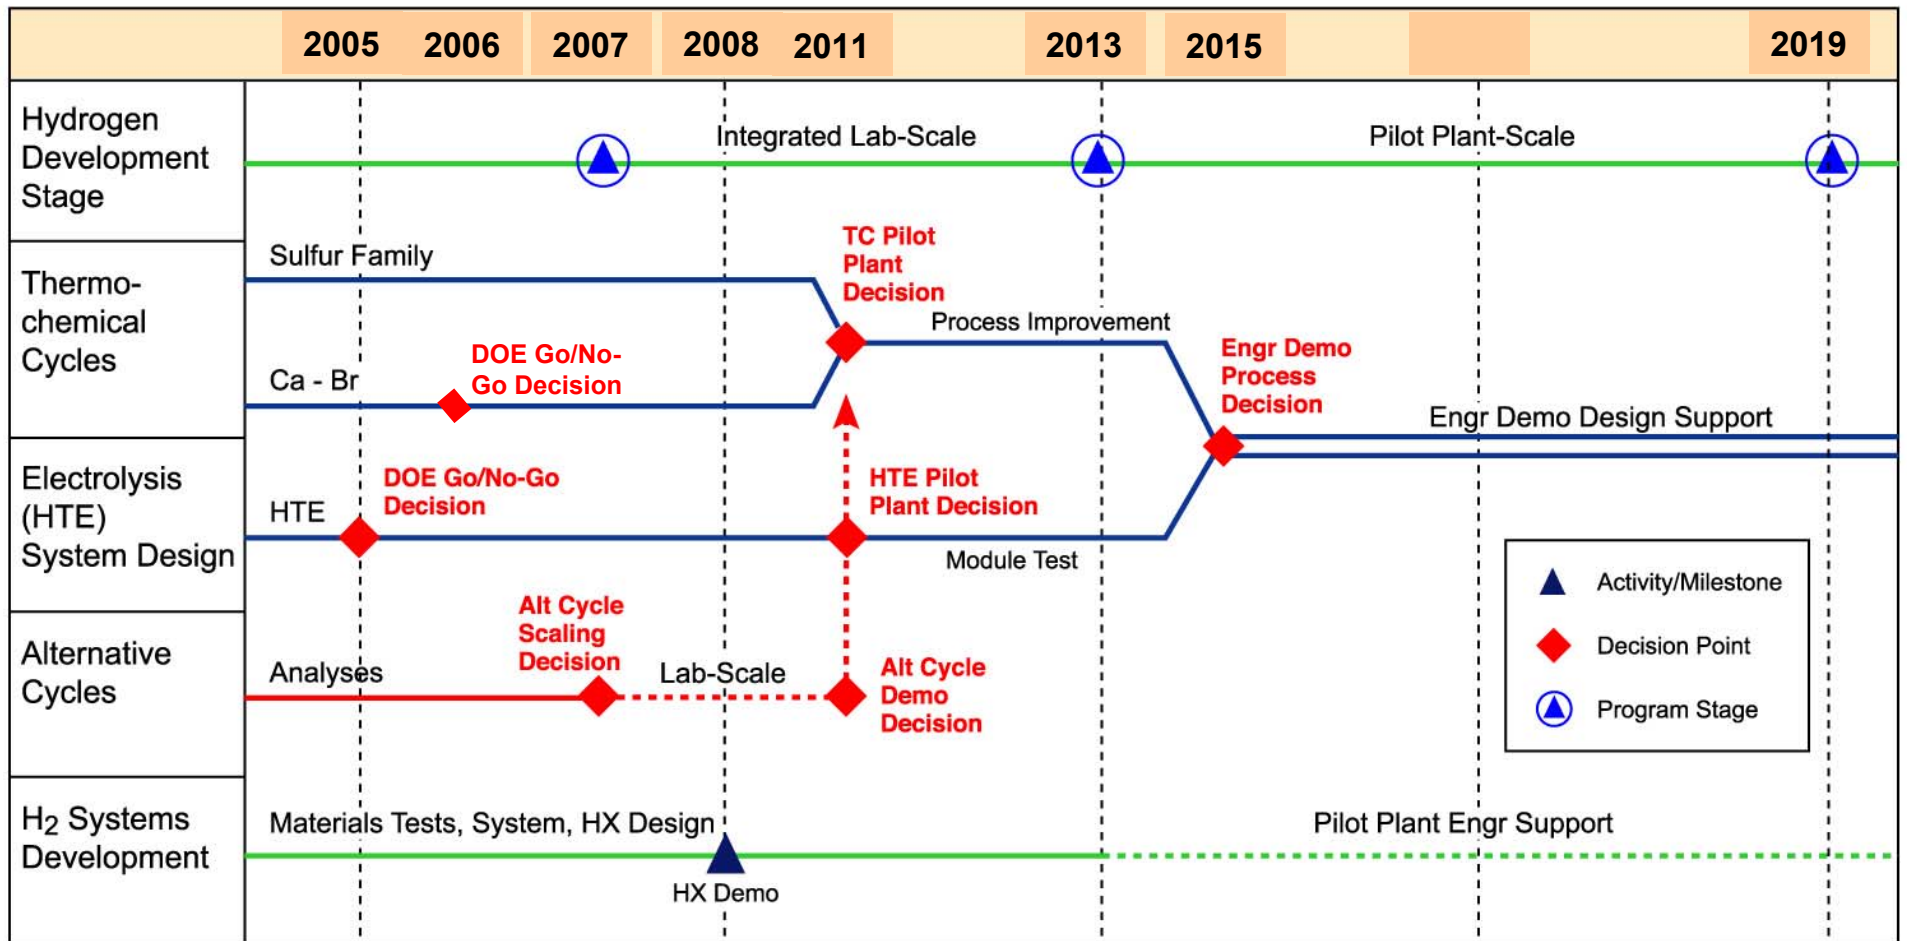 2005 2006 2007 2008 2011 2013 2015 2019
Hydrogen
Development
Stage
Integrated Lab-Scale
Pilot Plant-Scale
Thermo-
chemical
Cycles
Sulfur Family
TC Pilot
Plant
Decision
Process Improvement
Ca - Br
DOE Go/No-
Go Decision
Engr Demo
Process
Decision
Engr Demo Design Support
Electrolysis
(HTE)
System Design
HTE
DOE Go/No-Go
Decision
HTE Pilot
Plant Decision
Module Test
Alternative
Cycles
Analyses
Alt Cycle
Scaling
Decision
Lab-Scale
Alt Cycle
Demo
Decision
Activity/Milestone
Decision Point
Program Stage
H2 Systems
Development
Materials Tests, System, HX Design
HX Demo
Pilot Plant Engr Support